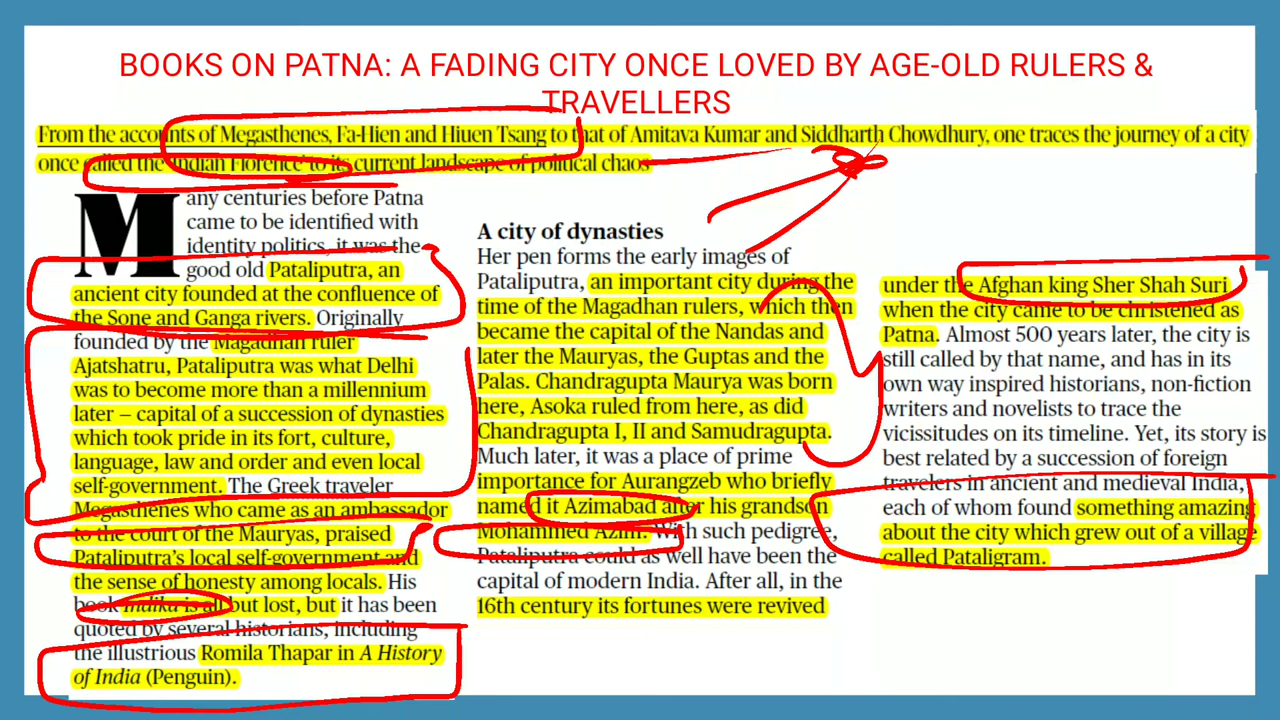 BOOKS ON PATNA: A FADING CITY ONCE LOVED BY AGE-OLD RULERS &
TRAVELLERS
From the accounts of Megasthenes, Fa-Hien and Hiuen Tsang to that of Amitava Kumar and Siddharth Chowdhury, one traces the journey of a city
once called the 'Indian Florence' to its current landscape of political chaos
Many centuries before Patna
came to be identified with
identity politics, it was the
good old Pataliputra, an
ancient city founded at the confluence of
the Sone and Ganga rivers. Originally
founded by the Magadhan ruler
Ajatshatru, Pataliputra was what Delhi
was to become more than a millennium
later – capital of a succession of dynasties
which took pride in its fort, culture,
language, law and order and even local
self-government. The Greek traveller
Megasthenes who came as an ambassador
to the court of the Mauryas, praised
Pataliputra's local self-government and
the sense of honesty among locals. His
book Indika is all but lost, but it has been
quoted by several historians, including
the illustrious Romila Thapar in A History
of India (Penguin).
A city of dynasties
Her pen forms the early images of
Pataliputra, an important city during the
time of the Magadhan rulers, which then
became the capital of the Nandas and
later the Mauryas, the Guptas and the
Palas. Chandragupta Maurya was born
here, Asoka ruled from here, as did
Chandragupta I, II and Samudragupta.
Much later, it was a place of prime
importance for Aurangzeb who briefly
named it Azimabad after his grandson
Mohammed Azim. With such pedigree,
Pataliputra could as well have been the
capital of modern India. After all, in the
16th century its fortunes were revived
under the Afghan king Sher Shah Suri
when the city came to be christened as
Patna. Almost 500 years later, the city is
still called by that name, and has in its
own way inspired historians, non-fiction
writers and novelists to trace the
vicissitudes on its timeline. Yet, its story is
best related by a succession of foreign
travelers in ancient and medieval India,
each of whom found something amazing
about the city which grew out of a village
called Pataligram.